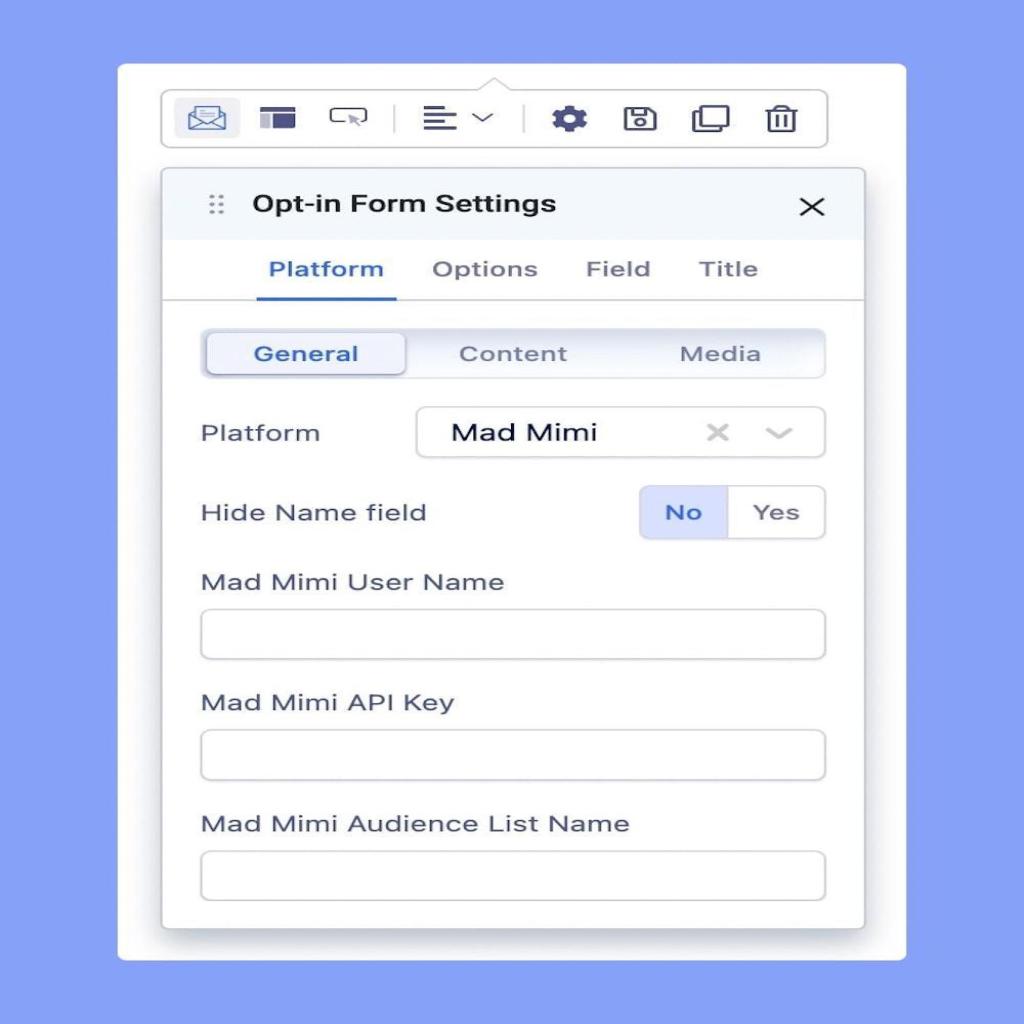 Opt-in Form Settings
Platform Options Field Title
General Content Media
Platform Mad Mimi
Hide Name field No Yes
Mad Mimi User Name
Mad Mimi API Key
Mad Mimi Audience List Name